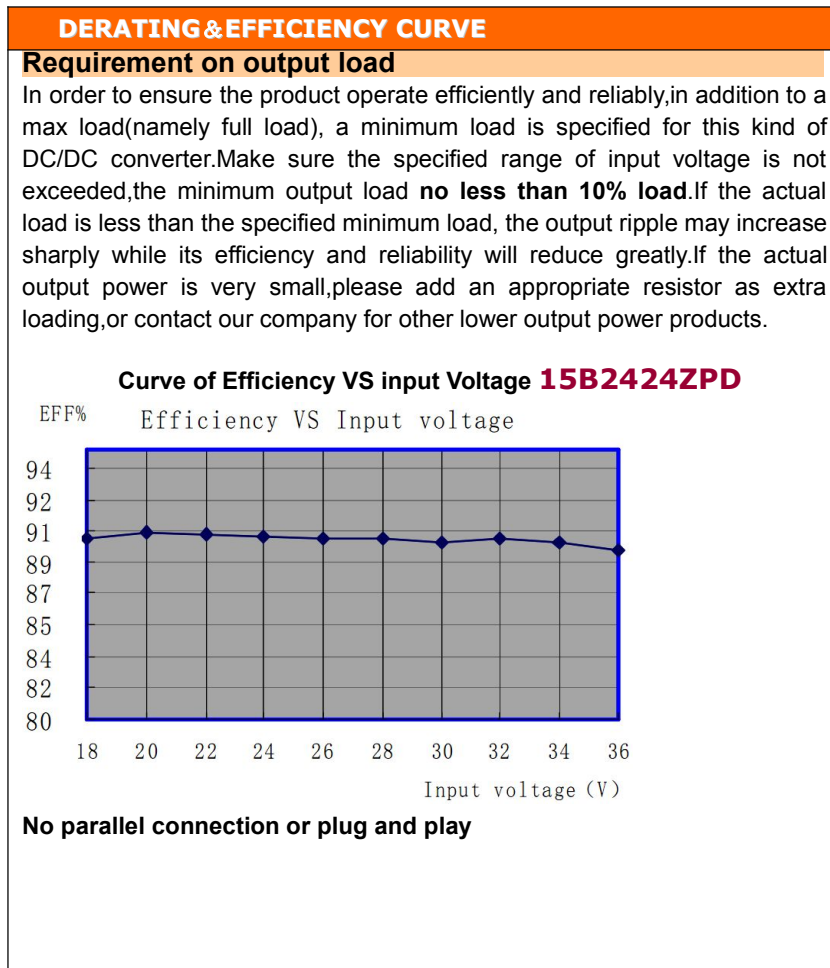 DERATING&EFFICIENCY CURVE
Requirement on output load
In order to ensure the product operate efficiently and reliably,in addition to a
max load(namely full load), a minimum load is specified for this kind of
DC/DC converter.Make sure the specified range of input voltage is not
exceeded,the minimum output load no less than 10% load.If the actual
load is less than the specified minimum load, the output ripple may increase
sharply while its efficiency and reliability will reduce greatly.If the actual
output power is very small,please add an appropriate resistor as extra
loading,or contact our company for other lower output power products.
Curve of Efficiency VS input Voltage 15B2424ZPD
EFF% Efficiency VS Input voltage
94
92
91
89
87
85
84
82
80
18 20 22 24 26 28 30 32 34 36
Input voltage(V)
No parallel connection or plug and play